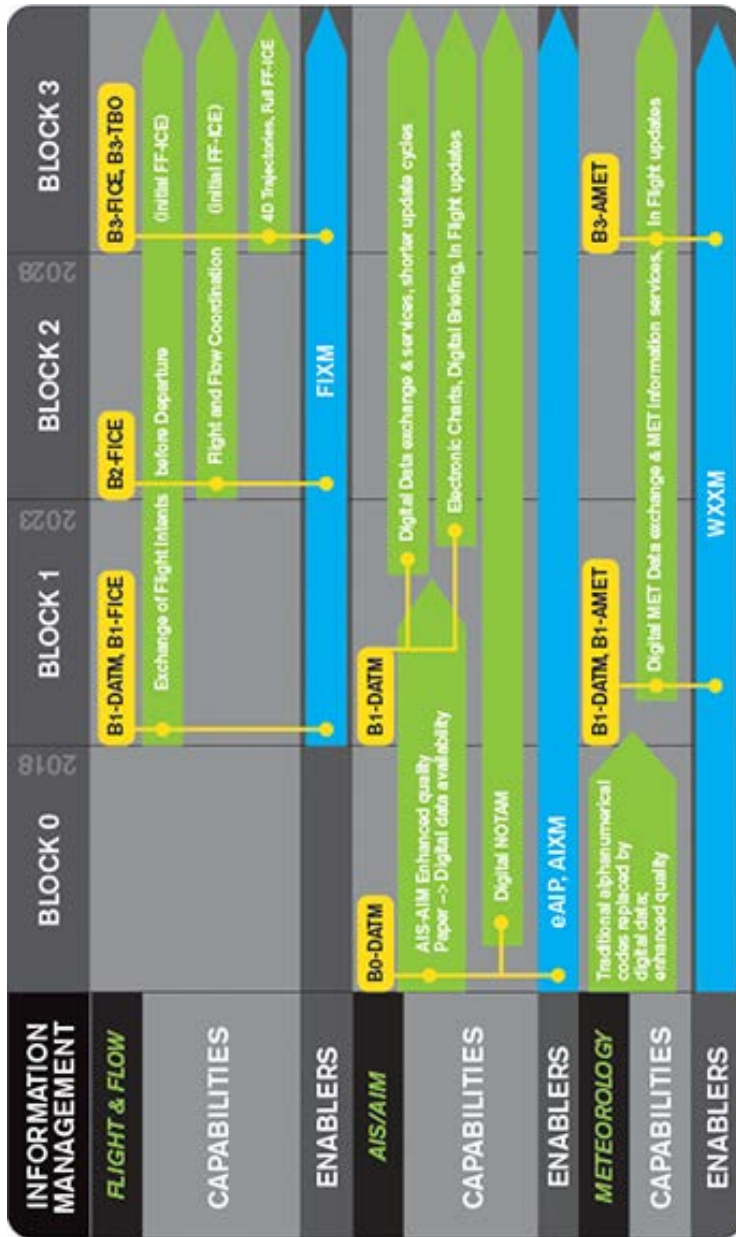 INFORMATION
MANAGEMENT
BLOCK 0
2018
BLOCK 1
2023
BLOCK 2
2028
BLOCK 3
FLIGHT & FLOW
B1-DATM, B1-FICE
B2-FICE
B3-FICE, B3-TBO
CAPABILITIES
Exchange of Flight Intents before Departure (Initial FF-ICE)
Flight and Flow Coordination (Initial FF-ICE)
4D Trajectories, Full FF-ICE
ENABLERS
FIXM
AIS/AIM
B0-DATM
B1-DATM
CAPABILITIES
AIS-AIM Enhanced quality
Paper –> Digital data availability
Digital Data exchange & services, shorter update cycles
Electronic Charts, Digital Briefing, In Flight updates
Digital NOTAM
ENABLERS
eAIP, AIXM
METEOROLOGY
B1-DATM, B1-AMET
B3-AMET
CAPABILITIES
Traditional alphanumerical
codes replaced by
digital data;
enhanced quality
Digital MET Data exchange & MET Information services, In Flight updates
ENABLERS
WXXM